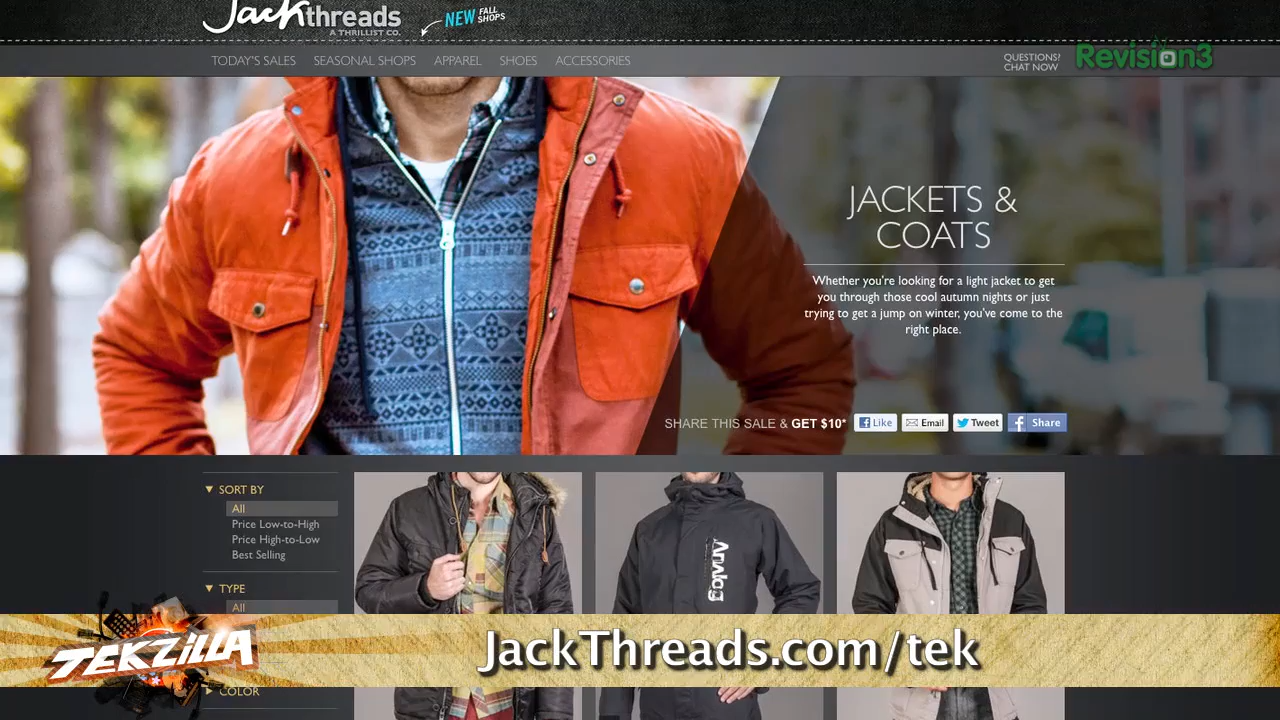 Jackthreads
A THRILLIST CO.
NEW FALL
SHOPS
TODAY'S SALES SEASONAL SHOPS APPAREL SHOES ACCESSORIES
QUESTIONS?
CHAT NOW
Revision3
JACKETS &
COATS
Whether you're looking for a light jacket to get
you through those cool autumn nights or just
trying to get a jump on winter, you've come to the
right place.
SHARE THIS SALE & GET $10* Like Email Tweet Share
SORT BY
All
Price Low-to-High
Price High-to-Low
Best Selling
TYPE
All
Analog
TEKZILLA
JackThreads.com/tek
COLOR